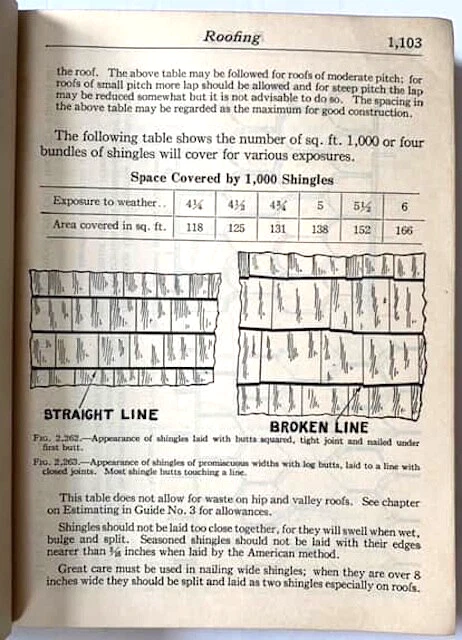 Roofing 1,103
the roof. The above table may be followed for roofs of moderate pitch; for
roofs of small pitch more lap should be allowed and for steep pitch the lap
may be reduced somewhat but it is not advisable to do so. The spacing in
the above table may be regarded as the maximum for good construction.
The following table shows the number of sq. ft. 1,000 or four
bundles of shingles will cover for various exposures.
Space Covered by 1,000 Shingles
Exposure to weather.. 4¼ 4½ 4¾ 5 5½ 6
Area covered in sq. ft. 118 125 131 138 152 166
STRAIGHT LINE
BROKEN LINE
FIG. 2,262.—Appearance of shingles laid with butts squared, tight joint and nailed under
first butt.
FIG. 2,263.—Appearance of shingles of promiscuous widths with log butts, laid to a line with
closed joints. Most shingle butts touching a line.
This table does not allow for waste on hip and valley roofs. See chapter
on Estimating in Guide No. 3 for allowances.
Shingles should not be laid too close together, for they will swell when wet,
bulge and split. Seasoned shingles should not be laid with their edges
nearer than inches when laid by the American method.
Great care must be used in nailing wide shingles; when they are over 8
inches wide they should be split and laid as two shingles especially on roofs.